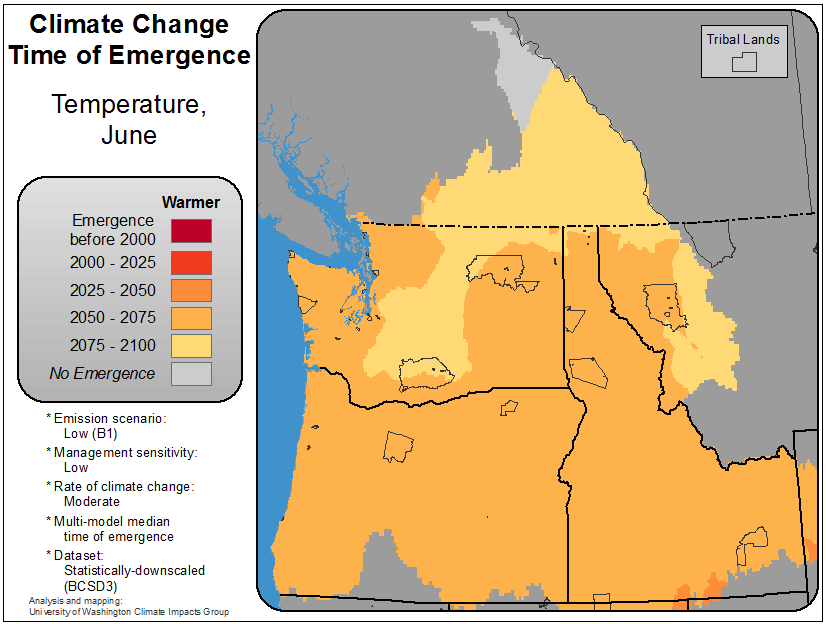 Climate Change
Time of Emergence
Temperature,
June
Warmer
Emergence
before 2000
2000 - 2025
2025 - 2050
2050 - 2075
2075 - 2100
No Emergence
* Emission scenario:
Low (B1)
* Management sensitivity:
Low
* Rate of climate change:
Moderate
* Multi-model median
time of emergence
* Dataset:
Statistically-downscaled
(BCSD3)
Analysis and mapping:
University of Washington Climate Impacts Group
Tribal Lands